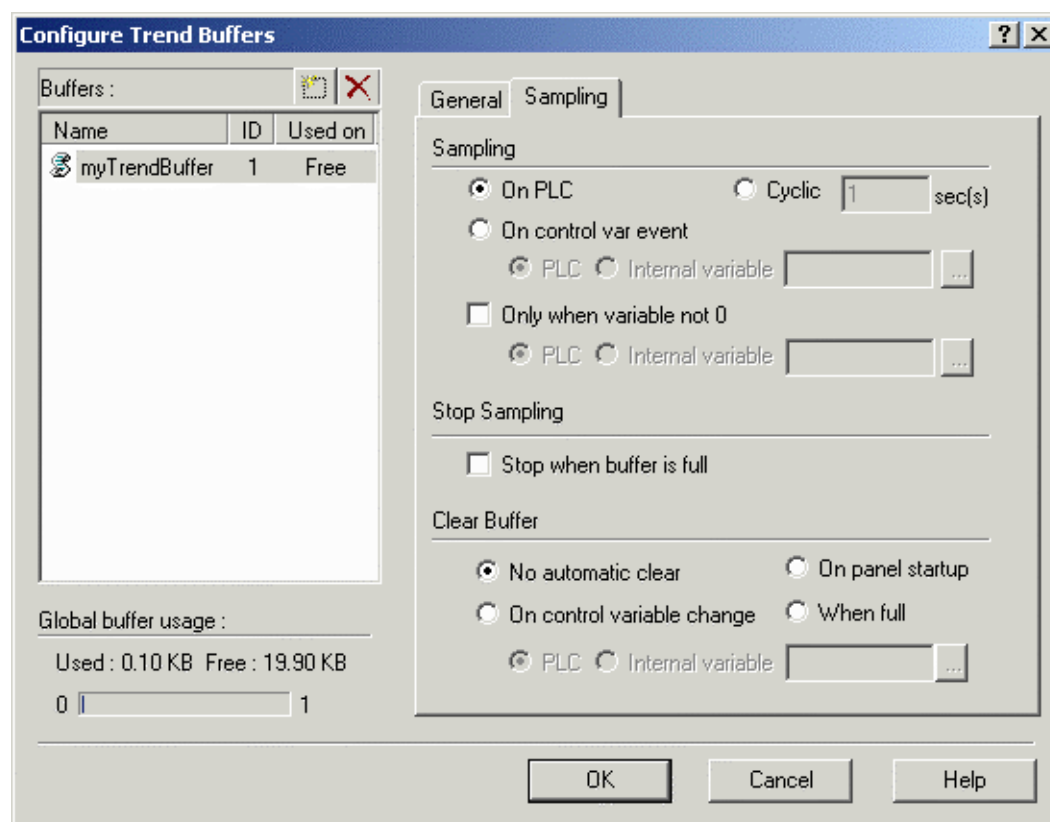 Configure Trend Buffers
Buffers :
Name ID Used on
myTrendBuffer 1 Free
Global buffer usage :
Used : 0.10 KB Free : 19.90 KB
0 1
General Sampling
Sampling
On PLC Cyclic 1 sec(s)
On control var event
PLC Internal variable ...
Only when variable not 0
PLC Internal variable ...
Stop Sampling
Stop when buffer is full
Clear Buffer
No automatic clear On panel startup
On control variable change When full
PLC Internal variable ...
OK Cancel Help